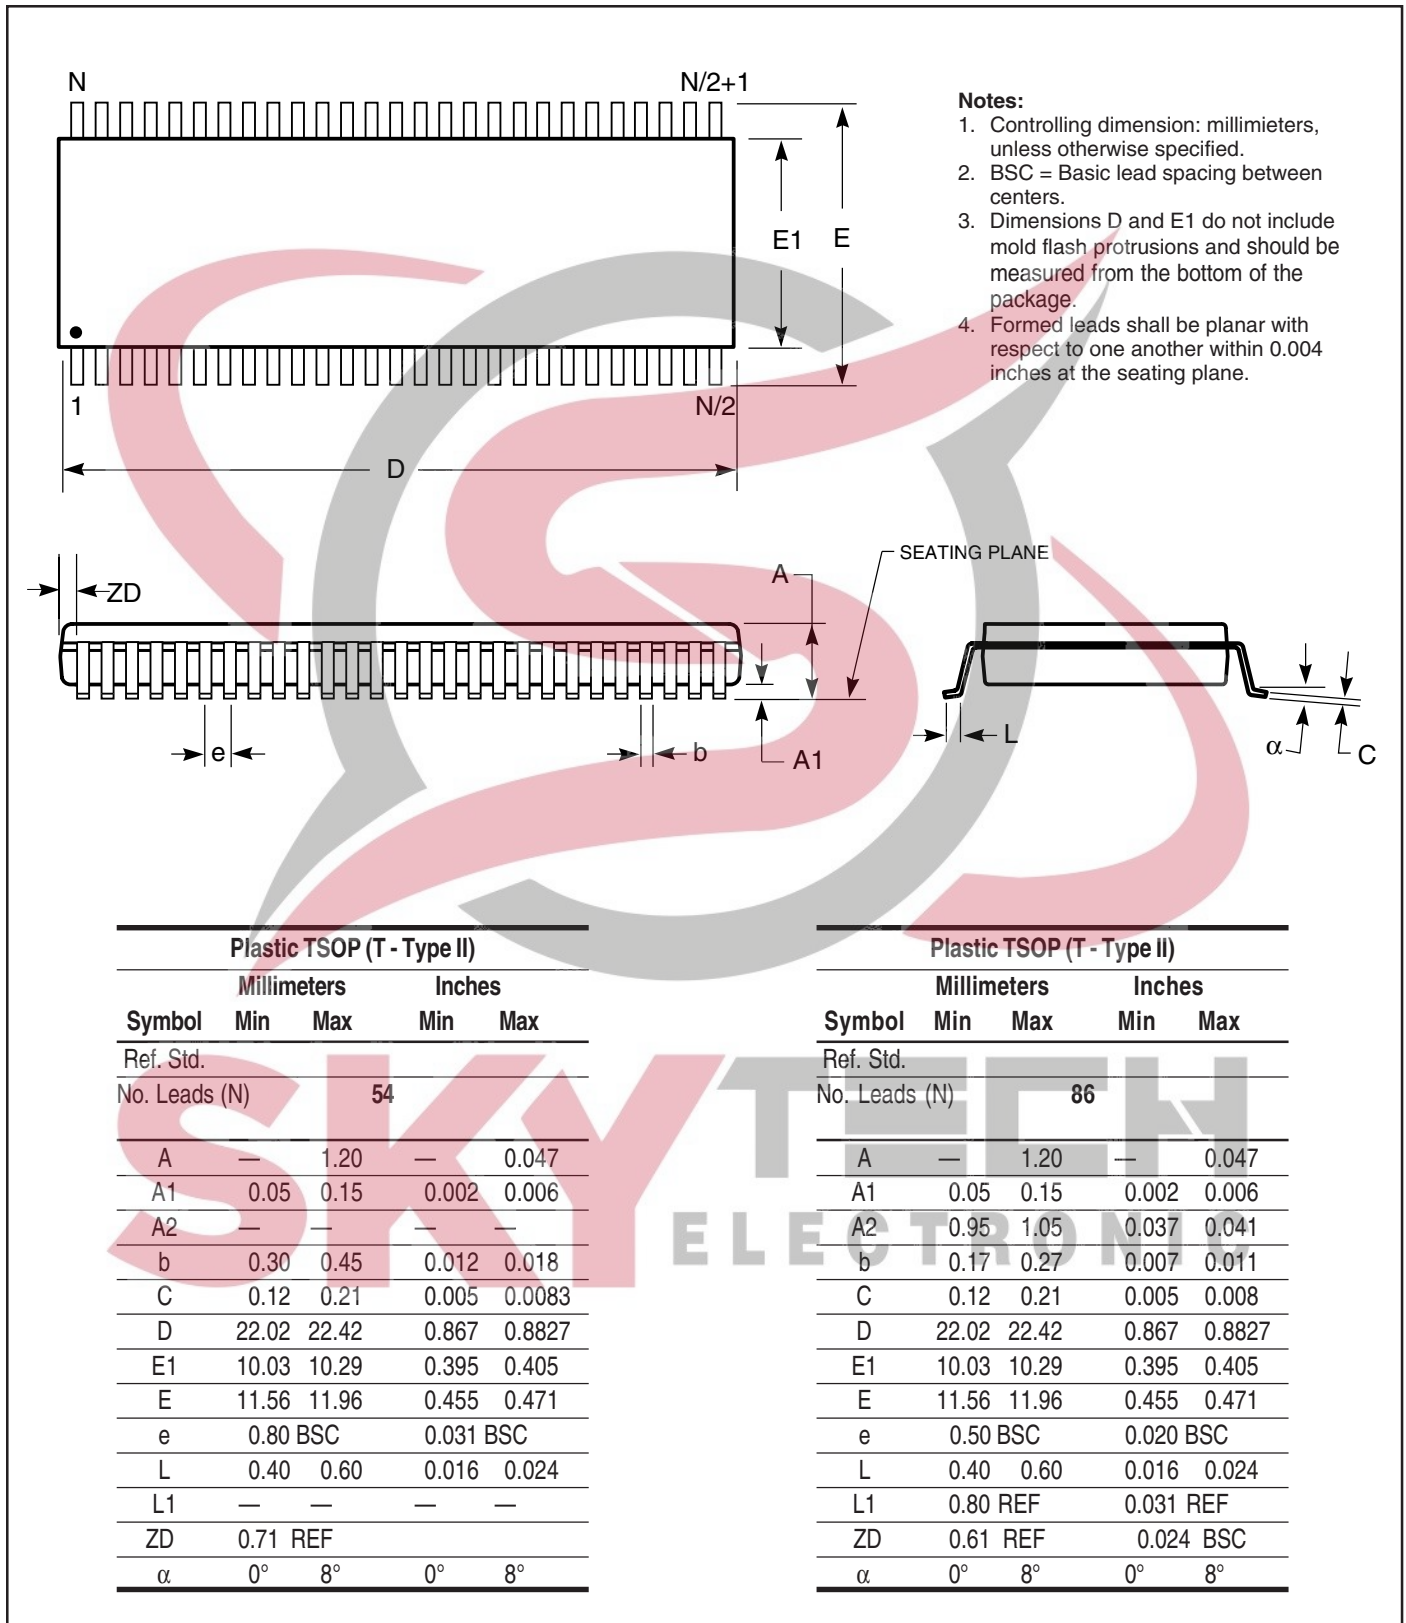 N
N/2+1
E1
E
1
N/2
D
Notes:
1. Controlling dimension: millimieters,
unless otherwise specified.
2. BSC = Basic lead spacing between
centers.
3. Dimensions D and E1 do not include
mold flash protrusions and should be
measured from the bottom of the
package.
4. Formed leads shall be planar with
respect to one another within 0.004
inches at the seating plane.
ZD
A
SEATING PLANE
e
b
A1
L
α
C
Plastic TSOP (T - Type II)
Millimeters Inches
Symbol Min Max Min Max
Ref. Std.
No. Leads (N) 54
A — 1.20 — 0.047
A1 0.05 0.15 0.002 0.006
A2 — — — —
b 0.30 0.45 0.012 0.018
C 0.12 0.21 0.005 0.0083
D 22.02 22.42 0.867 0.8827
E1 10.03 10.29 0.395 0.405
E 11.56 11.96 0.455 0.471
e 0.80 BSC 0.031 BSC
L 0.40 0.60 0.016 0.024
L1 — — — —
ZD 0.71 REF
α 0° 8° 0° 8°
Plastic TSOP (T - Type II)
Millimeters Inches
Symbol Min Max Min Max
Ref. Std.
No. Leads (N) 86
A — 1.20 — 0.047
A1 0.05 0.15 0.002 0.006
A2 0.95 1.05 0.037 0.041
b 0.17 0.27 0.007 0.011
C 0.12 0.21 0.005 0.008
D 22.02 22.42 0.867 0.8827
E1 10.03 10.29 0.395 0.405
E 11.56 11.96 0.455 0.471
e 0.50 BSC 0.020 BSC
L 0.40 0.60 0.016 0.024
L1 0.80 REF 0.031 REF
ZD 0.61 REF 0.024 BSC
α 0° 8° 0° 8°
SKYTECH
ELECTRONIC